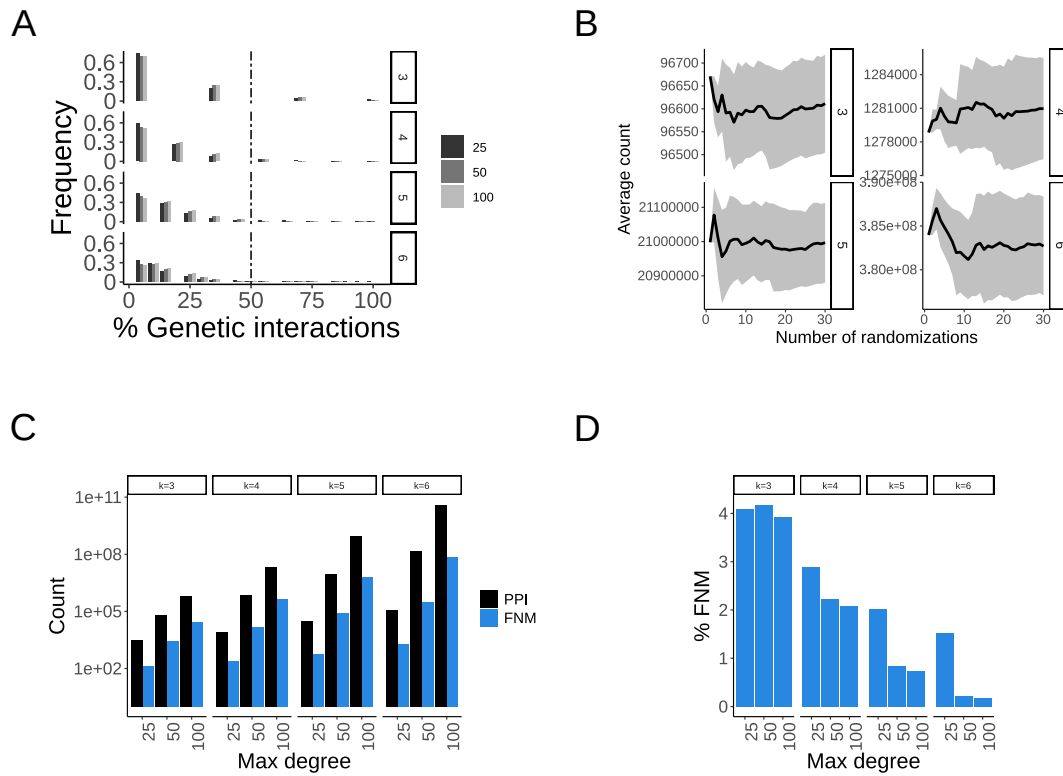 A
Frequency
0.6
0.3
0
3
0.6
0.3
0
4
0.6
0.3
0
5
0.6
0.3
0
6
0
25
50
75
100
% Genetic interactions
25
50
100
B
Average count
96700
96650
96600
96550
96500
3
1284000
1281000
1278000
1275000
4
21100000
21000000
20900000
5
3.90e+08
3.85e+08
3.80e+08
6
0
10
20
30
0
10
20
30
Number of randomizations
C
Count
1e+11
1e+08
1e+05
1e+02
k=3
k=4
k=5
k=6
25
50
100
25
50
100
25
50
100
25
50
100
Max degree
PPI
FNM
D
% FNM
4
3
2
1
0
k=3
k=4
k=5
k=6
25
50
100
25
50
100
25
50
100
25
50
100
Max degree